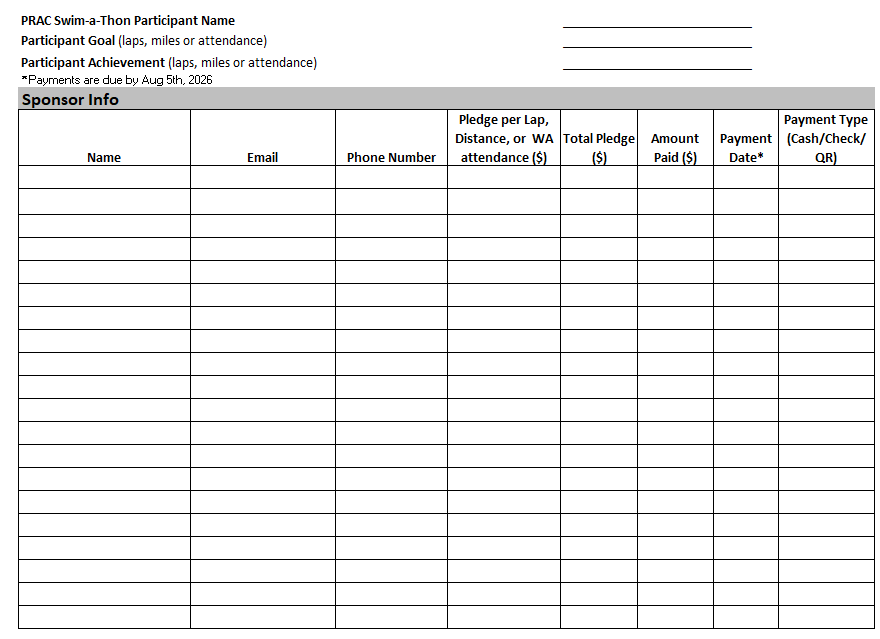 PRAC Swim-a-Thon Participant Name
Participant Goal (laps, miles or attendance)
Participant Achievement (laps, miles or attendance)
*Payments are due by Aug 5th, 2026
Sponsor Info
Name
Email
Phone Number
Pledge per Lap,
Distance, or WA
attendance ($)
Total Pledge
($)
Amount
Paid ($)
Payment
Date*
Payment Type
(Cash/Check/
QR)